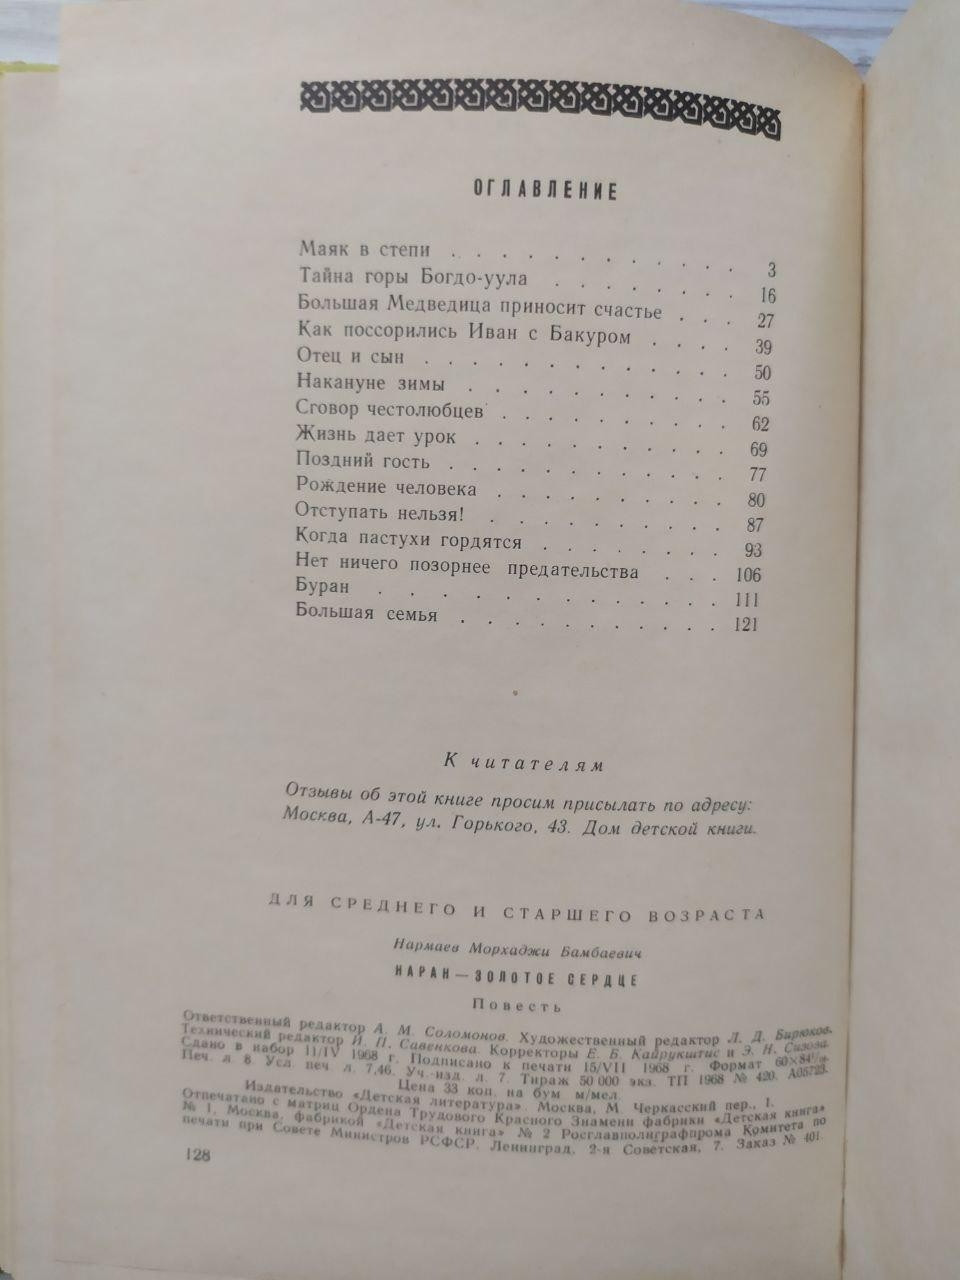 ОГЛАВЛЕНИЕ
Маяк в степи . . . . . . . . . . . . 3
Тайна горы Богдо-уула . . . . . . . . 16
Большая Медведица приносит счастье . . . 27
Как поссорились Иван с Бакуром . . . . 39
Отец и сын . . . . . . . . . . . . . 50
Накануне зимы . . . . . . . . . . . 55
Сговор честолюбцев . . . . . . . . . . 62
Жизнь дает урок . . . . . . . . . . . 69
Поздний гость . . . . . . . . . . . . 77
Рождение человека . . . . . . . . . . 80
Отступать нельзя! . . . . . . . . . . 87
Когда пастухи гордятся . . . . . . . . 93
Нет ничего позорнее предательства . . . 106
Буран . . . . . . . . . . . . . . 111
Большая семья . . . . . . . . . . . 121
К читателям
Отзывы об этой книге просим присылать по адресу:
Москва, А-47, ул. Горького, 43. Дом детской книги.
ДЛЯ СРЕДНЕГО И СТАРШЕГО ВОЗРАСТА
Нармаев Морхаджи Бамбаевич
НАРАН — ЗОЛОТОЕ СЕРДЦЕ
Повесть
Ответственный редактор А. М. Соломонов. Художественный редактор Л. Д. Бирюков.
Технический редактор И. П. Савенкова. Корректоры Е. Б. Кайрукштис и Э. Н. Сизова.
Сдано в набор 11/IV 1968 г. Подписано к печати 15/VII 1968 г. Формат 60×84¹/₁₆.
Печ. л. 8. Усл. печ. л. 7,46. Уч.-изд. л. 7. Тираж 50 000 экз. ТП 1968 № 420. А05723.
Цена 33 коп. на бум м/мел.
Издательство «Детская литература». Москва, М. Черкасский пер., 1.
Отпечатано с матриц Ордена Трудового Красного Знамени фабрики «Детская книга»
№ 1, Москва, фабрикой «Детская книга» № 2 Росглавполиграфпрома Комитета по
печати при Совете Министров РСФСР. Ленинград, 2-я Советская, 7. Заказ № 401.
128